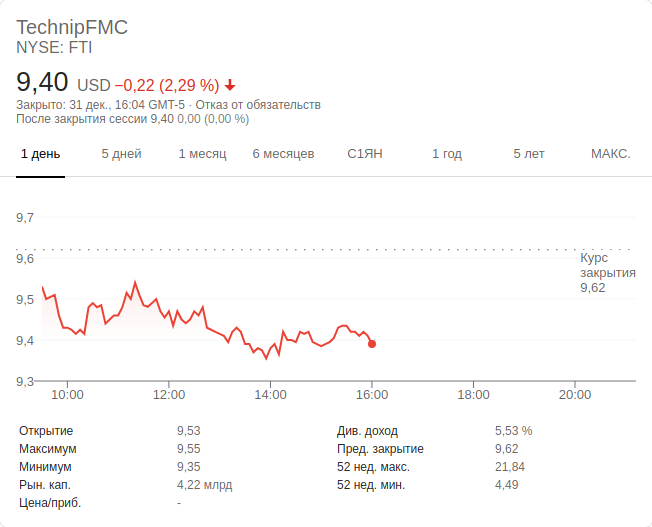 TechnipFMC
NYSE: FTI
9,40 USD −0,22 (2,29 %)
Закрыто: 31 дек., 16:04 GMT-5 · Отказ от обязательств
После закрытия сессии 9,40 0,00 (0,00 %)
1 день 5 дней 1 месяц 6 месяцев С1ЯН 1 год 5 лет МАКС.
9,7
9,6
Курс
закрытия
9,62
9,5
9,4
9,3
10:00 12:00 14:00 16:00 18:00 20:00
Открытие 9,53 Див. доход 5,53 %
Максимум 9,55 Пред. закрытие 9,62
Минимум 9,35 52 нед. макс. 21,84
Рын. кап. 4,22 млрд 52 нед. мин. 4,49
Цена/приб. -